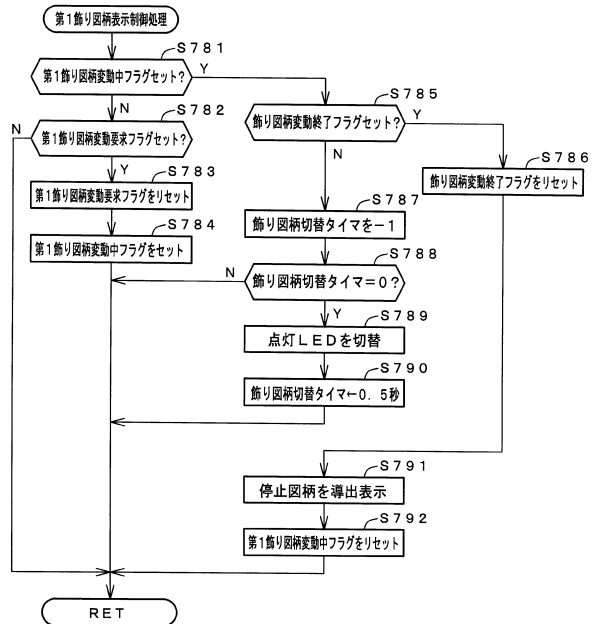 第1飾り図柄表示制御処理
S781
第1飾り図柄変動中フラグセット?
Y
N
S782
第1飾り図柄変動要求フラグセット?
N
Y
S783
第1飾り図柄変動要求フラグをリセット
S784
第1飾り図柄変動中フラグをセット
S785
飾り図柄変動終了フラグセット?
Y
N
S786
飾り図柄変動終了フラグをリセット
S787
飾り図柄切替タイマを-1
S788
飾り図柄切替タイマ=0?
N
Y
S789
点灯LEDを切替
S790
飾り図柄切替タイマ←0.5秒
S791
停止図柄を導出表示
S792
第1飾り図柄変動中フラグをリセット
RET